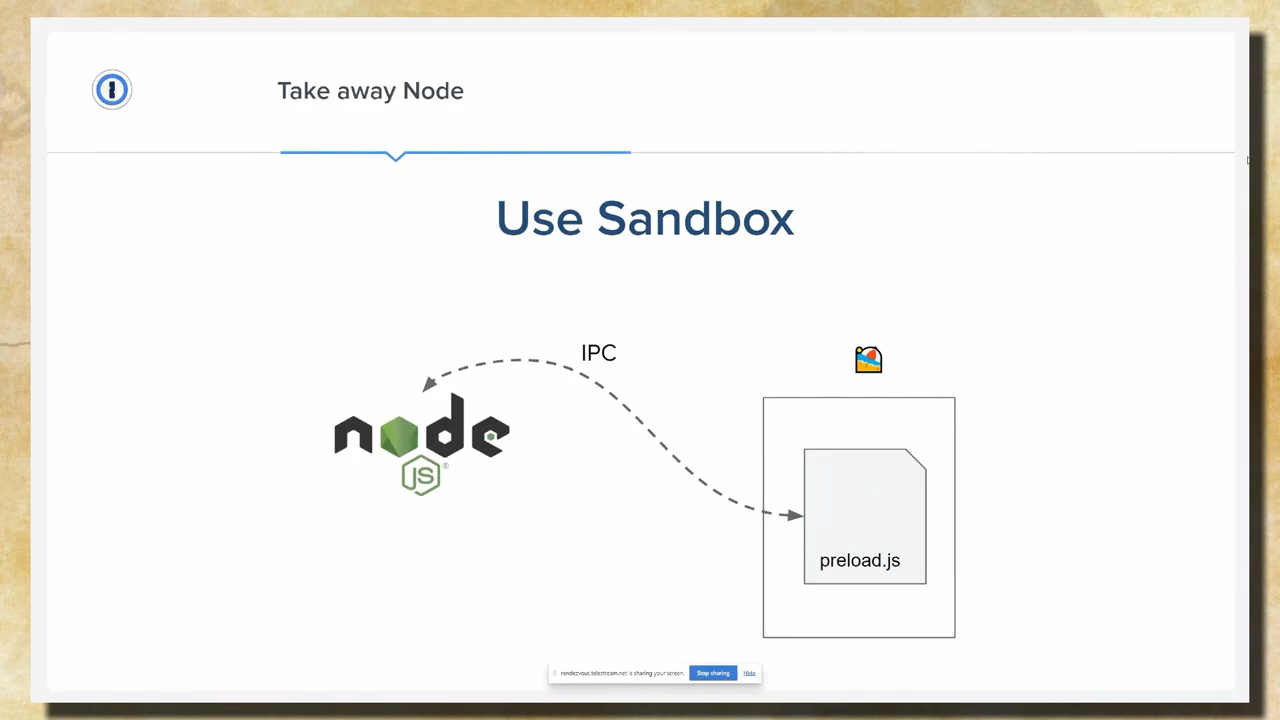 Take away Node
Use Sandbox
IPC
node
JS
preload.js
rendezvous.telestream.net is sharing your screen.
Stop sharing
Hide